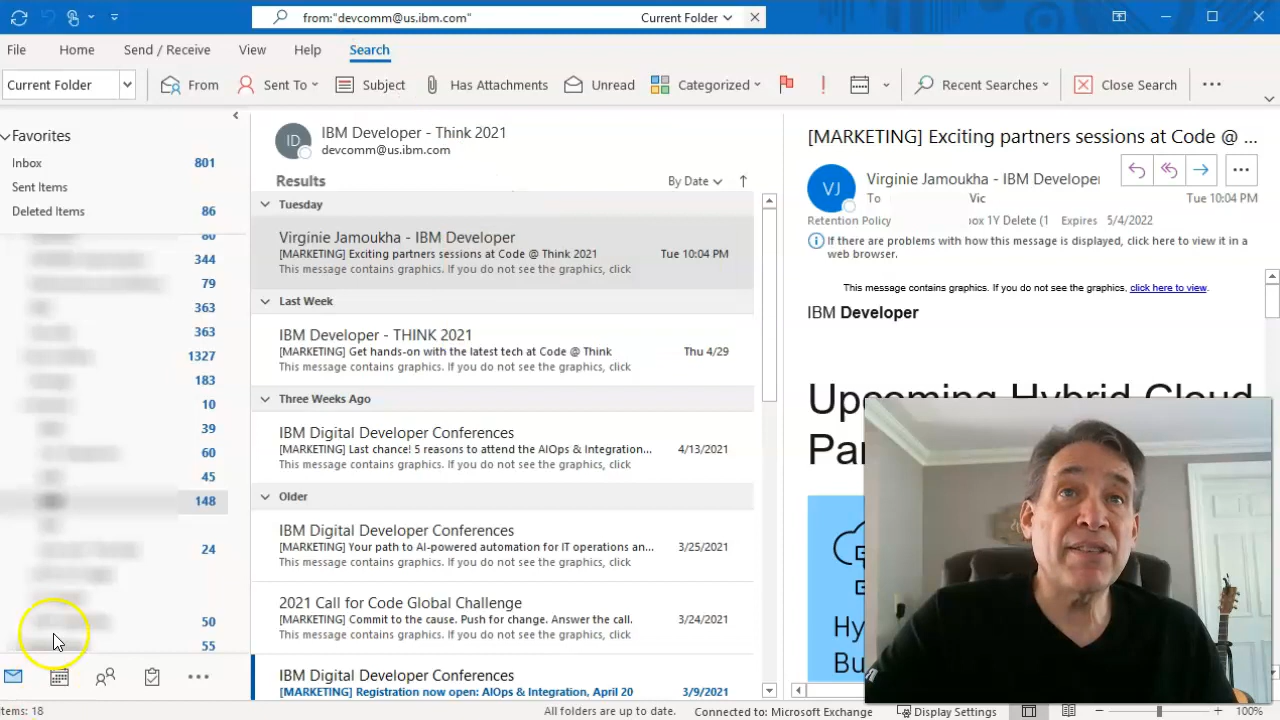 from:"devcomm@us.ibm.com"
Current Folder
File
Home
Send / Receive
View
Help
Search
Current Folder
From
Sent To
Subject
Has Attachments
Unread
Categorized
Recent Searches
Close Search
Favorites
Inbox 801
Sent Items
Deleted Items 86
80
344
79
363
363
1327
183
10
39
60
45
148
24
50
55
ID
IBM Developer - Think 2021
devcomm@us.ibm.com
Results
By Date
Tuesday
Virginie Jamoukha - IBM Developer
[MARKETING] Exciting partners sessions at Code @ Think 2021
Tue 10:04 PM
This message contains graphics. If you do not see the graphics, click
Last Week
IBM Developer - THINK 2021
[MARKETING] Get hands-on with the latest tech at Code @ Think
Thu 4/29
This message contains graphics. If you do not see the graphics, click
Three Weeks Ago
IBM Digital Developer Conferences
[MARKETING] Last chance! 5 reasons to attend the AIOps & Integration...
4/13/2021
This message contains graphics. If you do not see the graphics, click
Older
IBM Digital Developer Conferences
[MARKETING] Your path to AI-powered automation for IT operations an...
3/25/2021
This message contains graphics. If you do not see the graphics, click
2021 Call for Code Global Challenge
[MARKETING] Commit to the cause. Push for change. Answer the call.
3/24/2021
This message contains graphics. If you do not see the graphics, click
IBM Digital Developer Conferences
[MARKETING] Registration now open: AIOps & Integration, April 20
3/9/2021
[MARKETING] Exciting partners sessions at Code @ ...
VJ
Virginie Jamoukha - IBM Developer
To
Vic
Tue 10:04 PM
Retention Policy
box 1Y Delete (1
Expires
5/4/2022
If there are problems with how this message is displayed, click here to view it in a
web browser.
This message contains graphics. If you do not see the graphics, click here to view.
IBM Developer
Upcoming Hybrid Cloud
Hy
Bu
Items: 18
All folders are up to date.
Connected to: Microsoft Exchange
Display Settings
100%